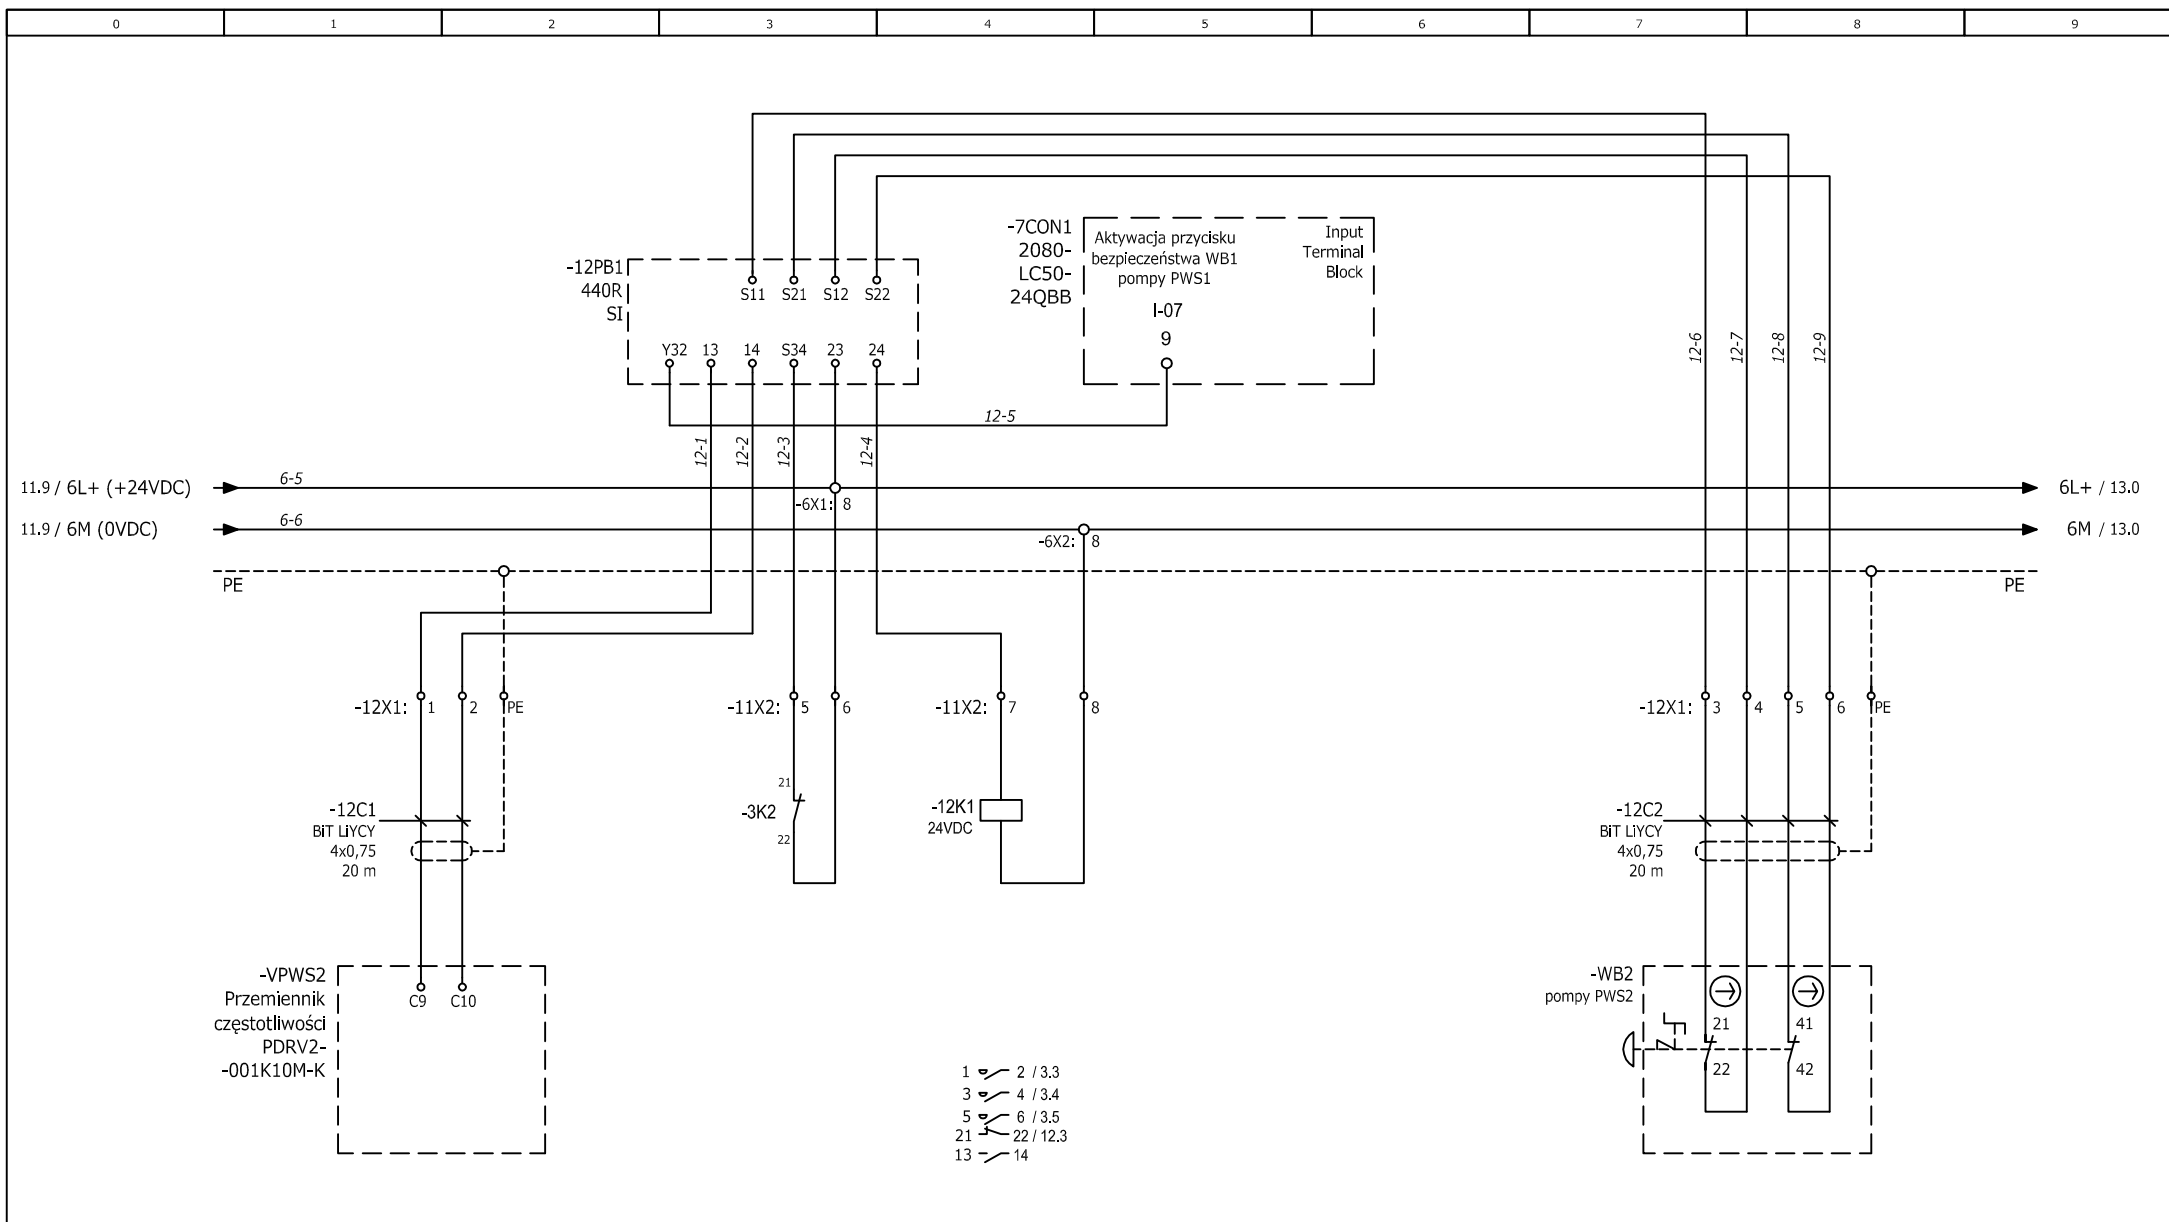 0 1 2 3 4 5 6 7 8 9
-12PB1
440R
SI
S11 S21 S12 S22
Y32 13 14 S34 23 24
-7CON1
2080-
LC50-
24QBB
Aktywacja przycisku
bezpieczeństwa WB1
pompy PWS1
Input
Terminal
Block
I-07
9
12-6 12-7 12-8 12-9
12-5
12-1 12-2 12-3 12-4
11.9 / 6L+ (+24VDC)
6-5
-6X1: 8
6L+ / 13.0
11.9 / 6M (0VDC)
6-6
-6X2: 8
6M / 13.0
PE
PE
-12X1: 1 2 PE
-11X2: 5 6
-11X2: 7 8
-12X1: 3 4 5 6 PE
-12C1
BiT LiYCY
4x0,75
20 m
21
-3K2
22
-12K1
24VDC
-12C2
BiT LiYCY
4x0,75
20 m
-VPWS2
Przemiennik
częstotliwości
PDRV2-
-001K10M-K
C9 C10
-WB2
pompy PWS2
21 41
22 42
1 2 / 3.3
3 4 / 3.4
5 6 / 3.5
21 22 / 12.3
13 14